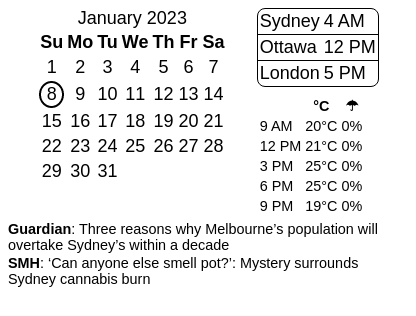 January 2023
Su Mo Tu We Th Fr Sa
1 2 3 4 5 6 7
8 9 10 11 12 13 14
15 16 17 18 19 20 21
22 23 24 25 26 27 28
29 30 31
Sydney 4 AM
Ottawa 12 PM
London 5 PM
°C ☂
9 AM 20°C 0%
12 PM 21°C 0%
3 PM 25°C 0%
6 PM 25°C 0%
9 PM 19°C 0%
Guardian: Three reasons why Melbourne’s population will
overtake Sydney’s within a decade
SMH: ‘Can anyone else smell pot?’: Mystery surrounds
Sydney cannabis burn